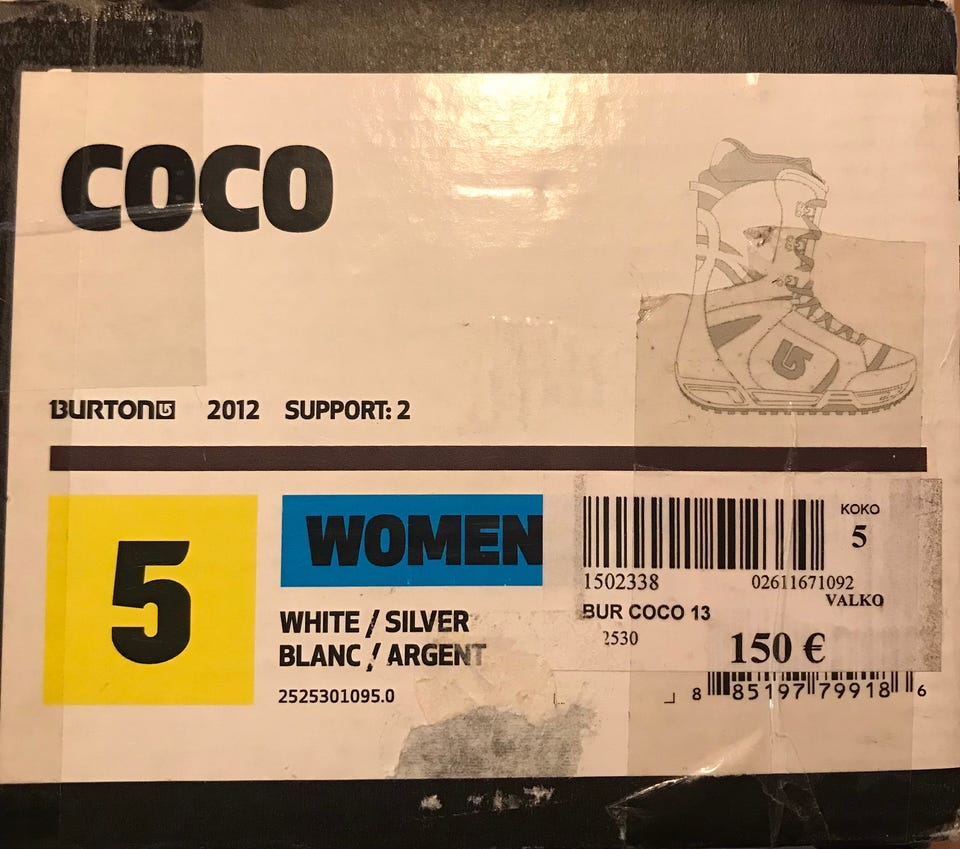 COCO
BURTON 2012 SUPPORT: 2
5
WOMEN
WHITE / SILVER
BLANC / ARGENT
2525301095.0
KOKO
5
1502338 02611671092
VALKO
BUR COCO 13
2530
150 €
8 85197 79918 6